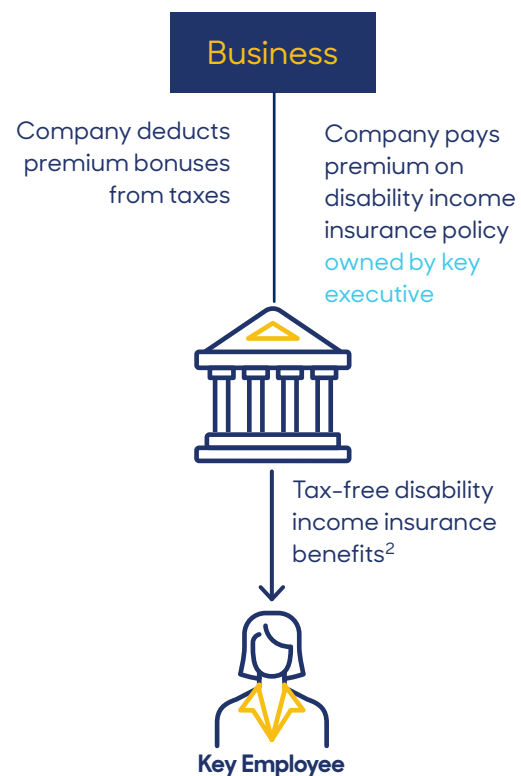 Business
Company deducts
premium bonuses
from taxes
Company pays
premium on
disability income
insurance policy
owned by key
executive
Tax-free disability
income insurance
benefits²
Key Employee